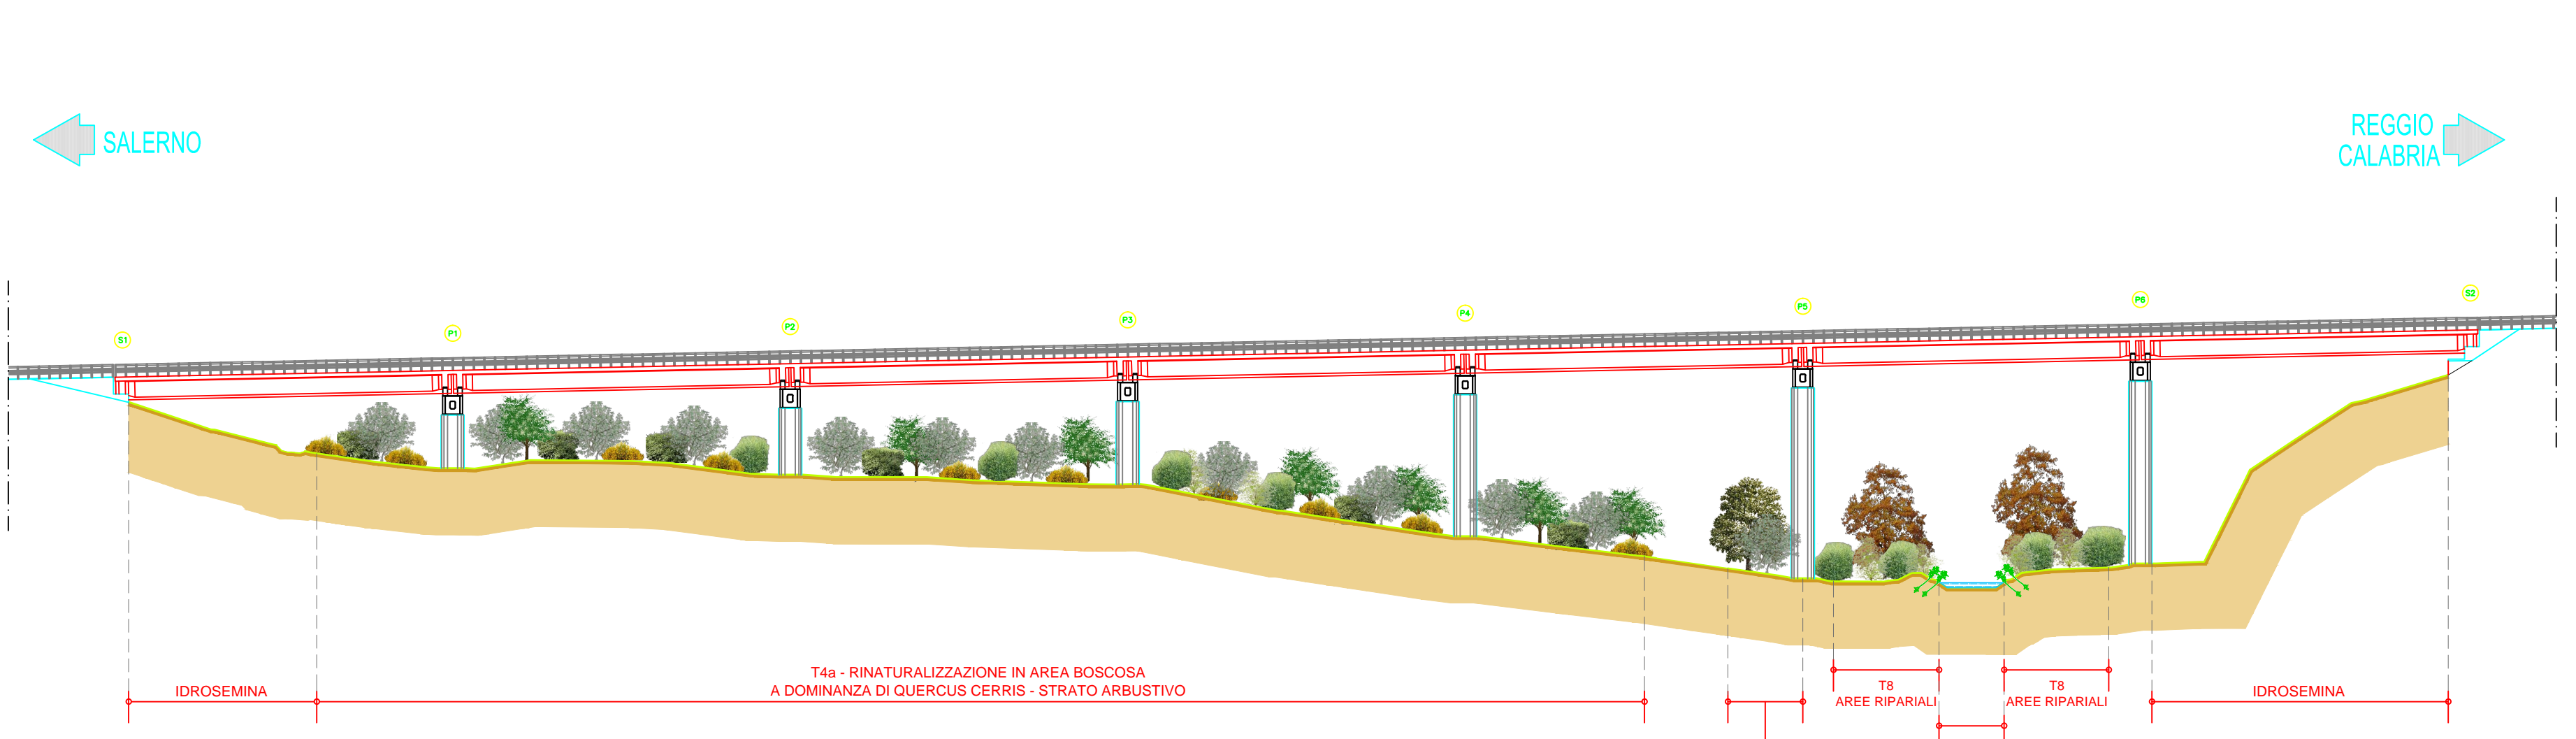 SALERNO
REGGIO
CALABRIA
S1
P1
P2
P3
P4
P5
P6
S2
T4a - RINATURALIZZAZIONE IN AREA BOSCOSA
A DOMINANZA DI QUERCUS CERRIS - STRATO ARBUSTIVO
IDROSEMINA
T8
AREE RIPARIALI
T8
AREE RIPARIALI
IDROSEMINA